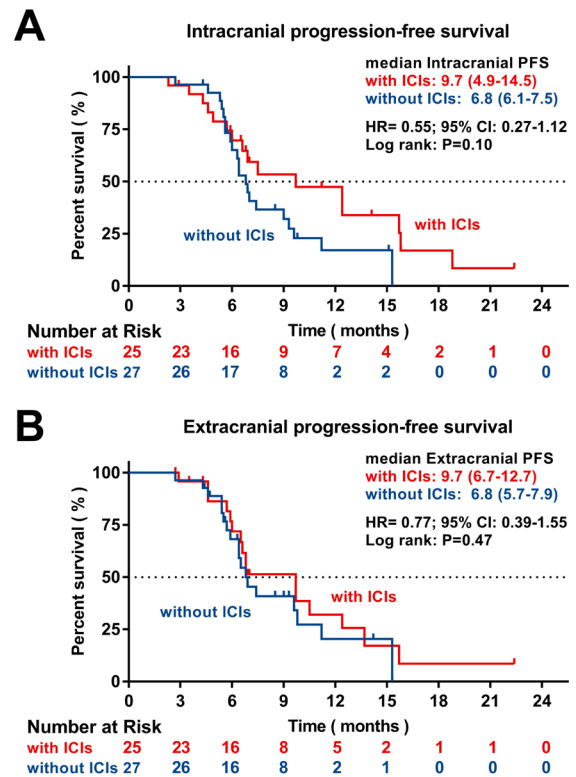 A
Intracranial progression-free survival
median Intracranial PFS
with ICIs: 9.7 (4.9-14.5)
without ICIs: 6.8 (6.1-7.5)
HR= 0.55; 95% CI: 0.27-1.12
Log rank: P=0.10
Percent survival ( % )
100
75
50
25
0
without ICIs
with ICIs
0 3 6 9 12 15 18 21 24
Time ( months )
Number at Risk
with ICIs 25 23 16 9 7 4 2 1 0
without ICIs 27 26 17 8 2 2 0 0 0
B
Extracranial progression-free survival
median Extracranial PFS
with ICIs: 9.7 (6.7-12.7)
without ICIs: 6.8 (5.7-7.9)
HR= 0.77; 95% CI: 0.39-1.55
Log rank: P=0.47
Percent survival ( % )
100
75
50
25
0
without ICIs
with ICIs
0 3 6 9 12 15 18 21 24
Time ( months )
Number at Risk
with ICIs 25 23 16 8 5 2 1 1 0
without ICIs 27 26 16 8 2 1 0 0 0